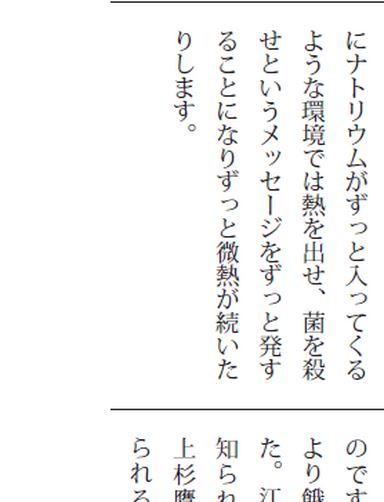 にナトリウムがずっと入ってくる
ような環境では熱を出せ、菌を殺
せというメッセージをずっと発す
ることになりずっと微熱が続いた
りします。
のです
より餓
た。江
知られ
上杉鷹
られる